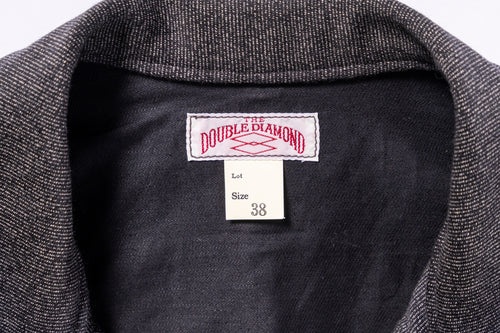 THE
DOUBLE DIAMOND
Lot
Size
38